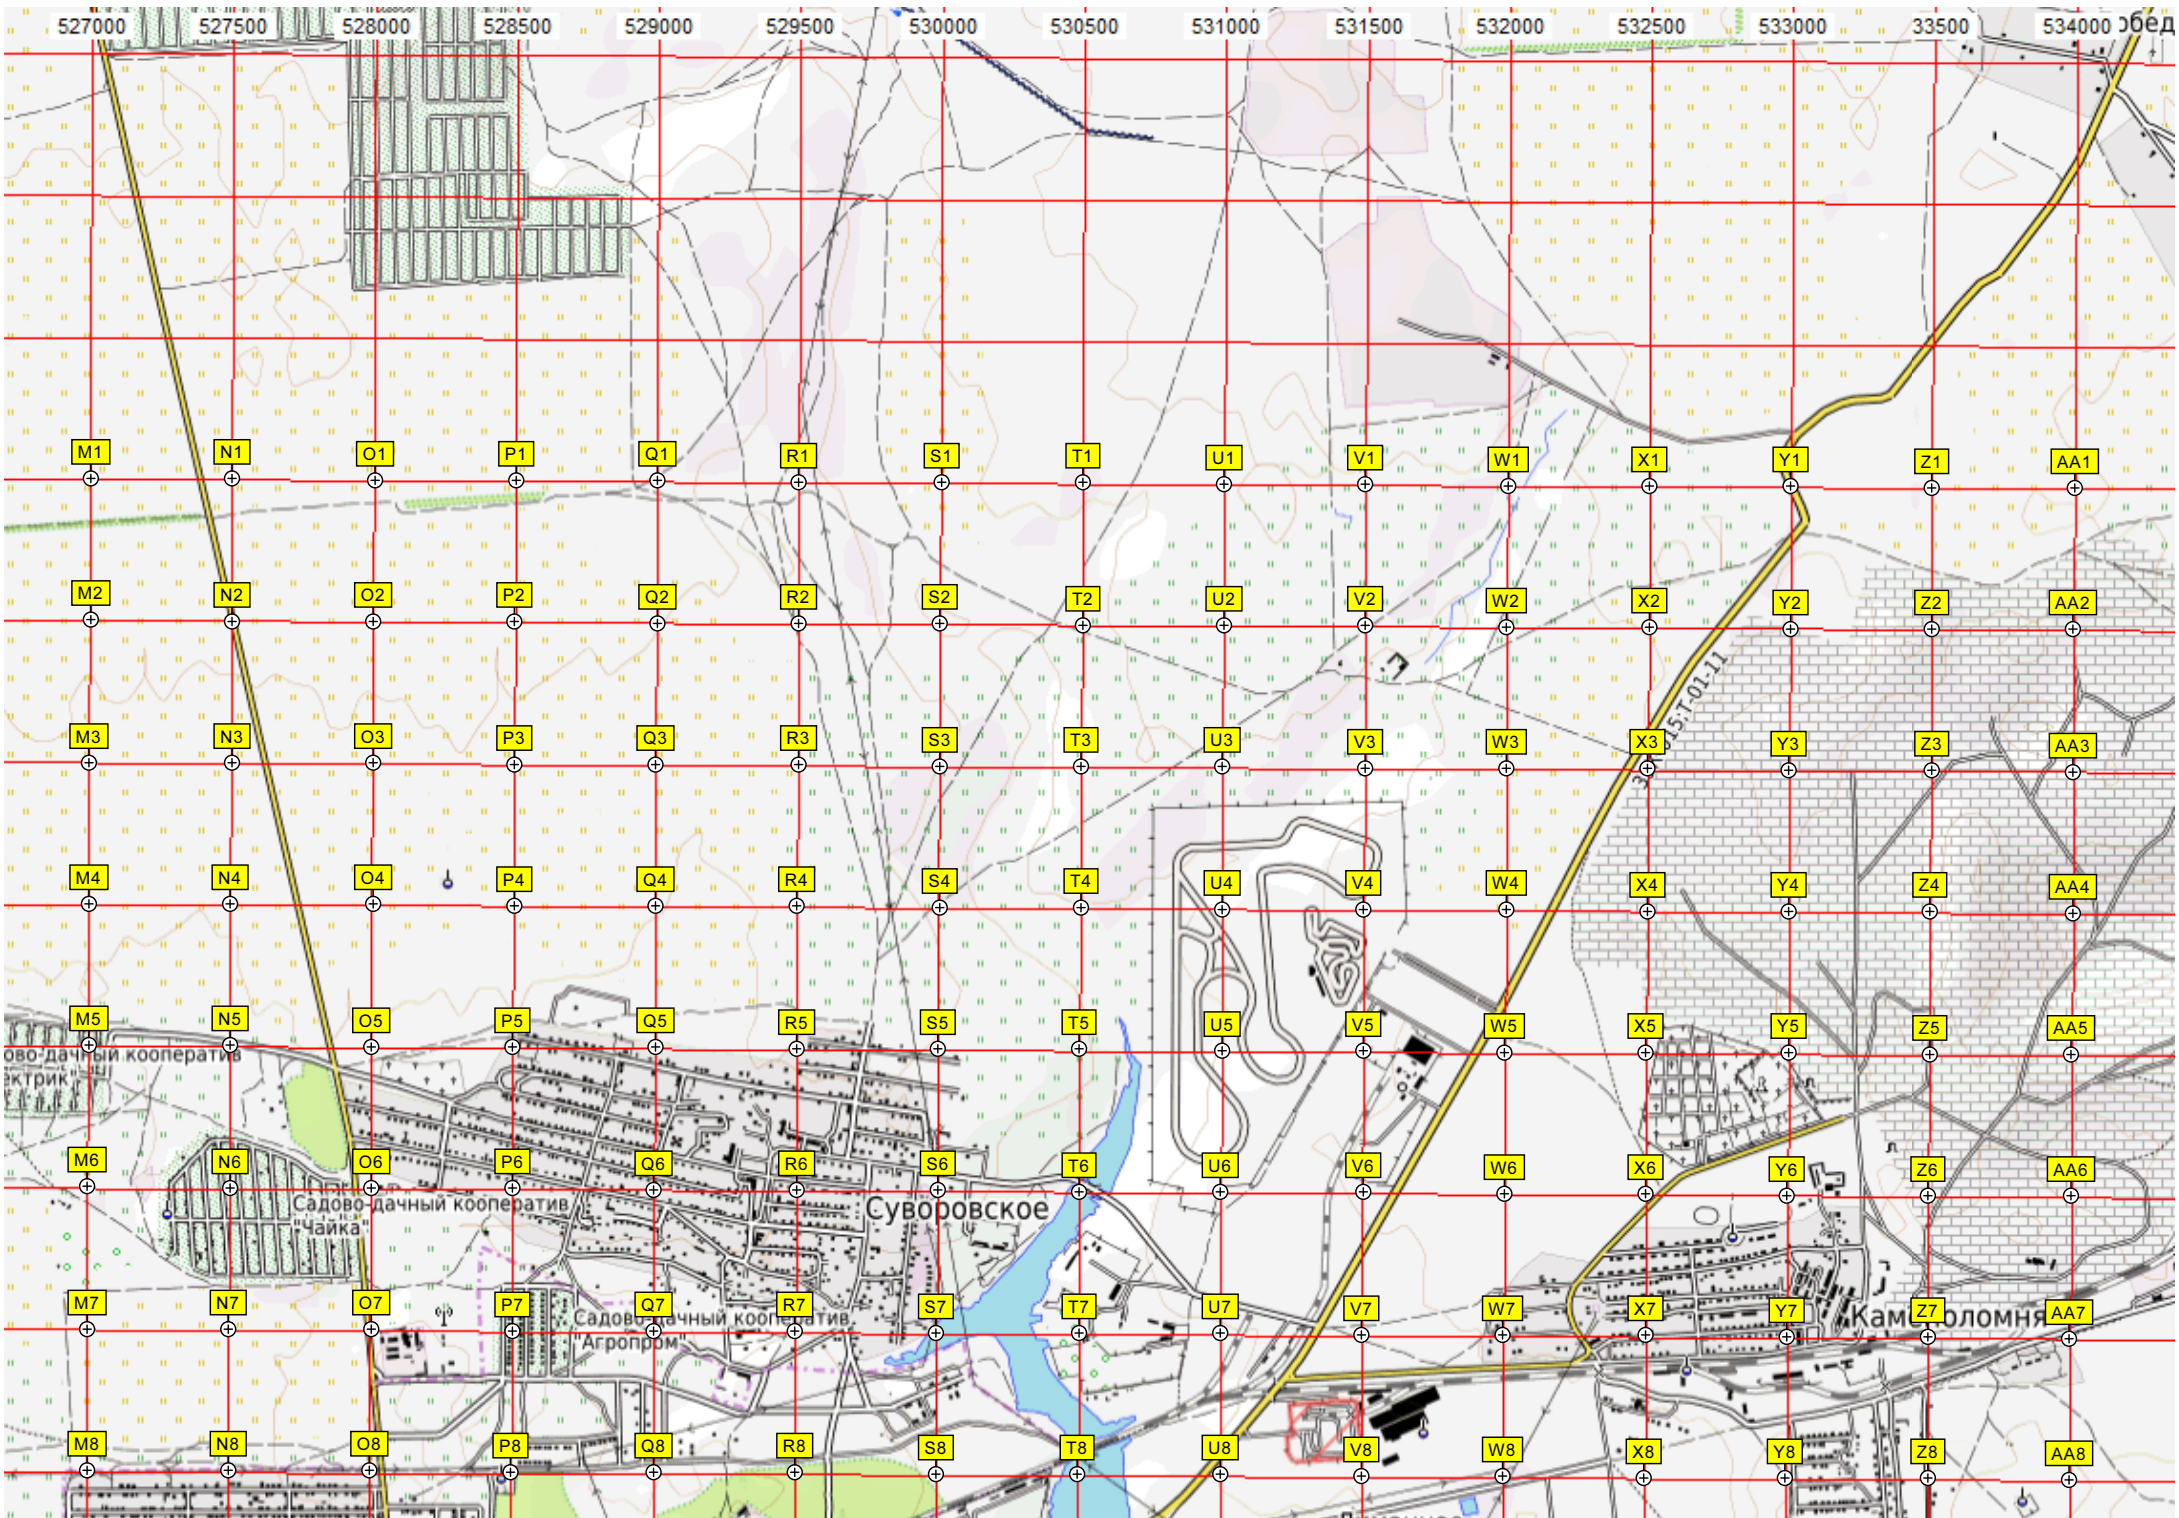 527000 527500 528000 528500 529000 529500 530000 530500 531000 531500 532000 532500 533000 533500 534000 обед
M1 N1 O1 P1 Q1 R1 S1 T1 U1 V1 W1 X1 Y1 Z1 AA1
M2 N2 O2 P2 Q2 R2 S2 T2 U2 V2 W2 X2 Y2 Z2 AA2
M3 N3 O3 P3 Q3 R3 S3 T3 U3 V3 W3 X3 Y3 Z3 AA3
M4 N4 O4 P4 Q4 R4 S4 T4 U4 V4 W4 X4 Y4 Z4 AA4
M5 N5 O5 P5 Q5 R5 S5 T5 U5 V5 W5 X5 Y5 Z5 AA5
ово-дачный кооператив
ектрик"
M6 N6 O6 P6 Q6 R6 S6 T6 U6 V6 W6 X6 Y6 Z6 AA6
Садово-дачный кооператив
"Чайка"
Суворовское
M7 N7 O7 P7 Q7 R7 S7 T7 U7 V7 W7 X7 Y7 Z7 AA7
Садово-дачный кооператив
"Агропром"
M8 N8 O8 P8 Q8 R8 S8 T8 U8 V8 W8 X8 Y8 Z8 AA8